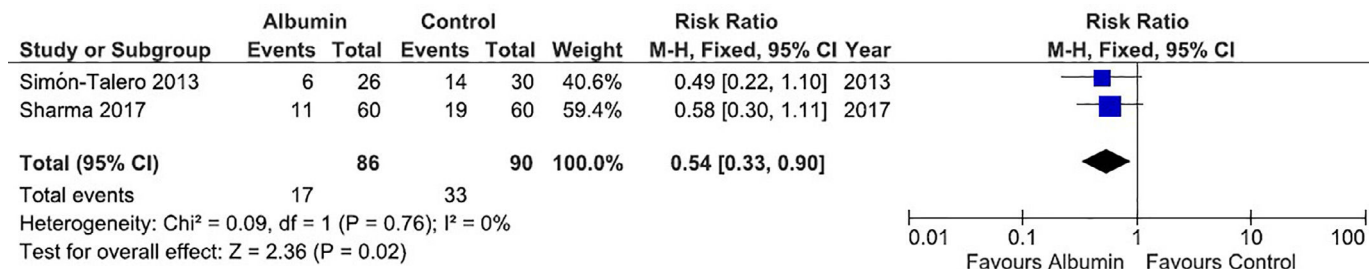 Albumin Control Risk Ratio Risk Ratio
Study or Subgroup Events Total Events Total Weight M-H, Fixed, 95% CI Year M-H, Fixed, 95% CI
Simón-Talero 2013 6 26 14 30 40.6% 0.49 [0.22, 1.10] 2013
Sharma 2017 11 60 19 60 59.4% 0.58 [0.30, 1.11] 2017
Total (95% CI) 86 90 100.0% 0.54 [0.33, 0.90]
Total events 17 33
Heterogeneity: Chi² = 0.09, df = 1 (P = 0.76); I² = 0%
Test for overall effect: Z = 2.36 (P = 0.02)
0.01 0.1 1 10 100
Favours Albumin Favours Control